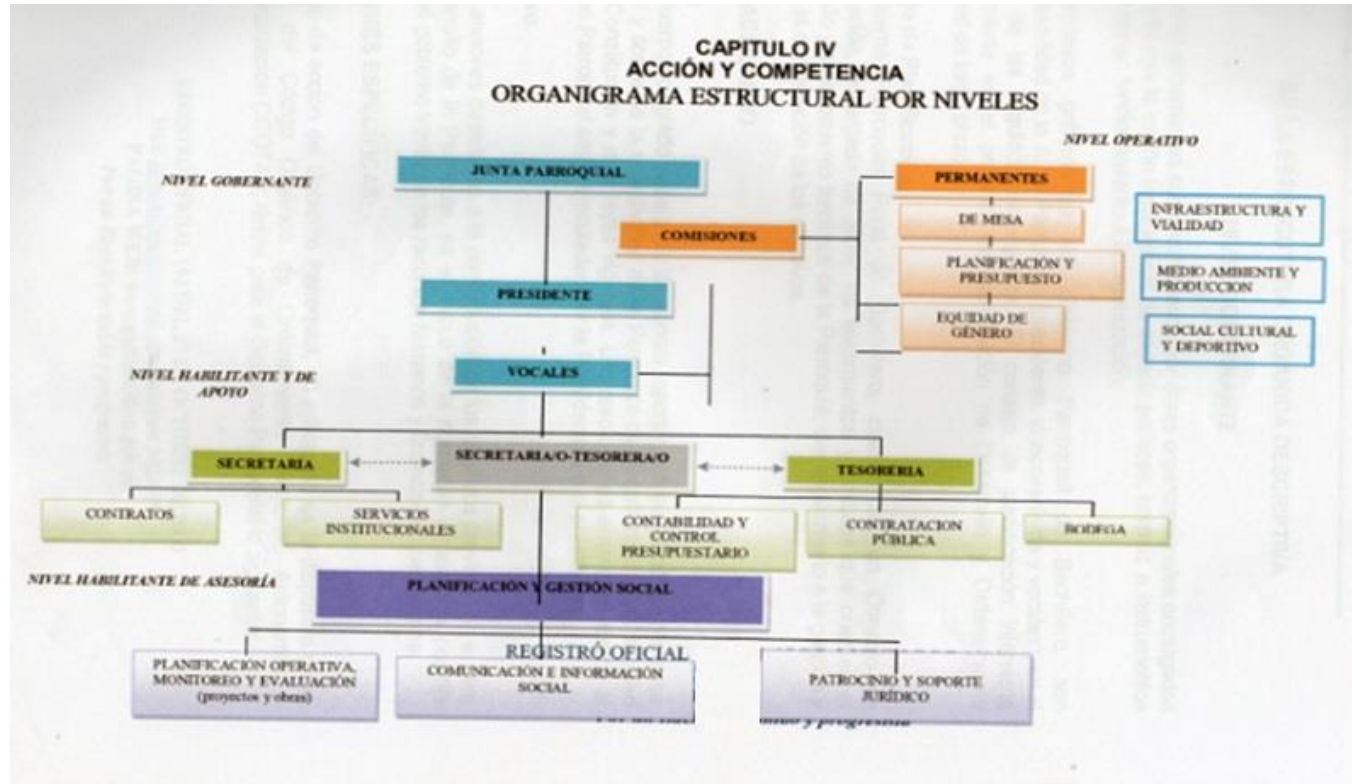 CAPITULO IV
ACCIÓN Y COMPETENCIA
ORGANIGRAMA ESTRUCTURAL POR NIVELES
NIVEL OPERATIVO
NIVEL GOBERNANTE
JUNTA PARROQUIAL
PERMANENTES
COMISIONES
DE MESA
INFRAESTRUCTURA Y
VIALIDAD
PLANIFICACIÓN Y
PRESUPUESTO
MEDIO AMBIENTE Y
PRODUCCION
PRESIDENTE
EQUIDAD DE
GÉNERO
SOCIAL CULTURAL
Y DEPORTIVO
NIVEL HABILITANTE Y DE
APOYO
VOCALES
SECRETARIA
SECRETARIA/O-TESORERA/O
TESORERIA
CONTRATOS
SERVICIOS
INSTITUCIONALES
CONTABILIDAD Y
CONTROL
PRESUPUESTARIO
CONTRATACION
PÚBLICA
BODEGA
NIVEL HABILITANTE DE ASESORÍA
PLANIFICACIÓN Y GESTIÓN SOCIAL
REGISTRÓ OFICIAL
PLANIFICACIÓN OPERATIVA,
MONITOREO Y EVALUACIÓN
(proyectos y obras)
COMUNICACIÓN E INFORMACIÓN
SOCIAL
PATROCINIO Y SOPORTE
JURÍDICO
y progresista